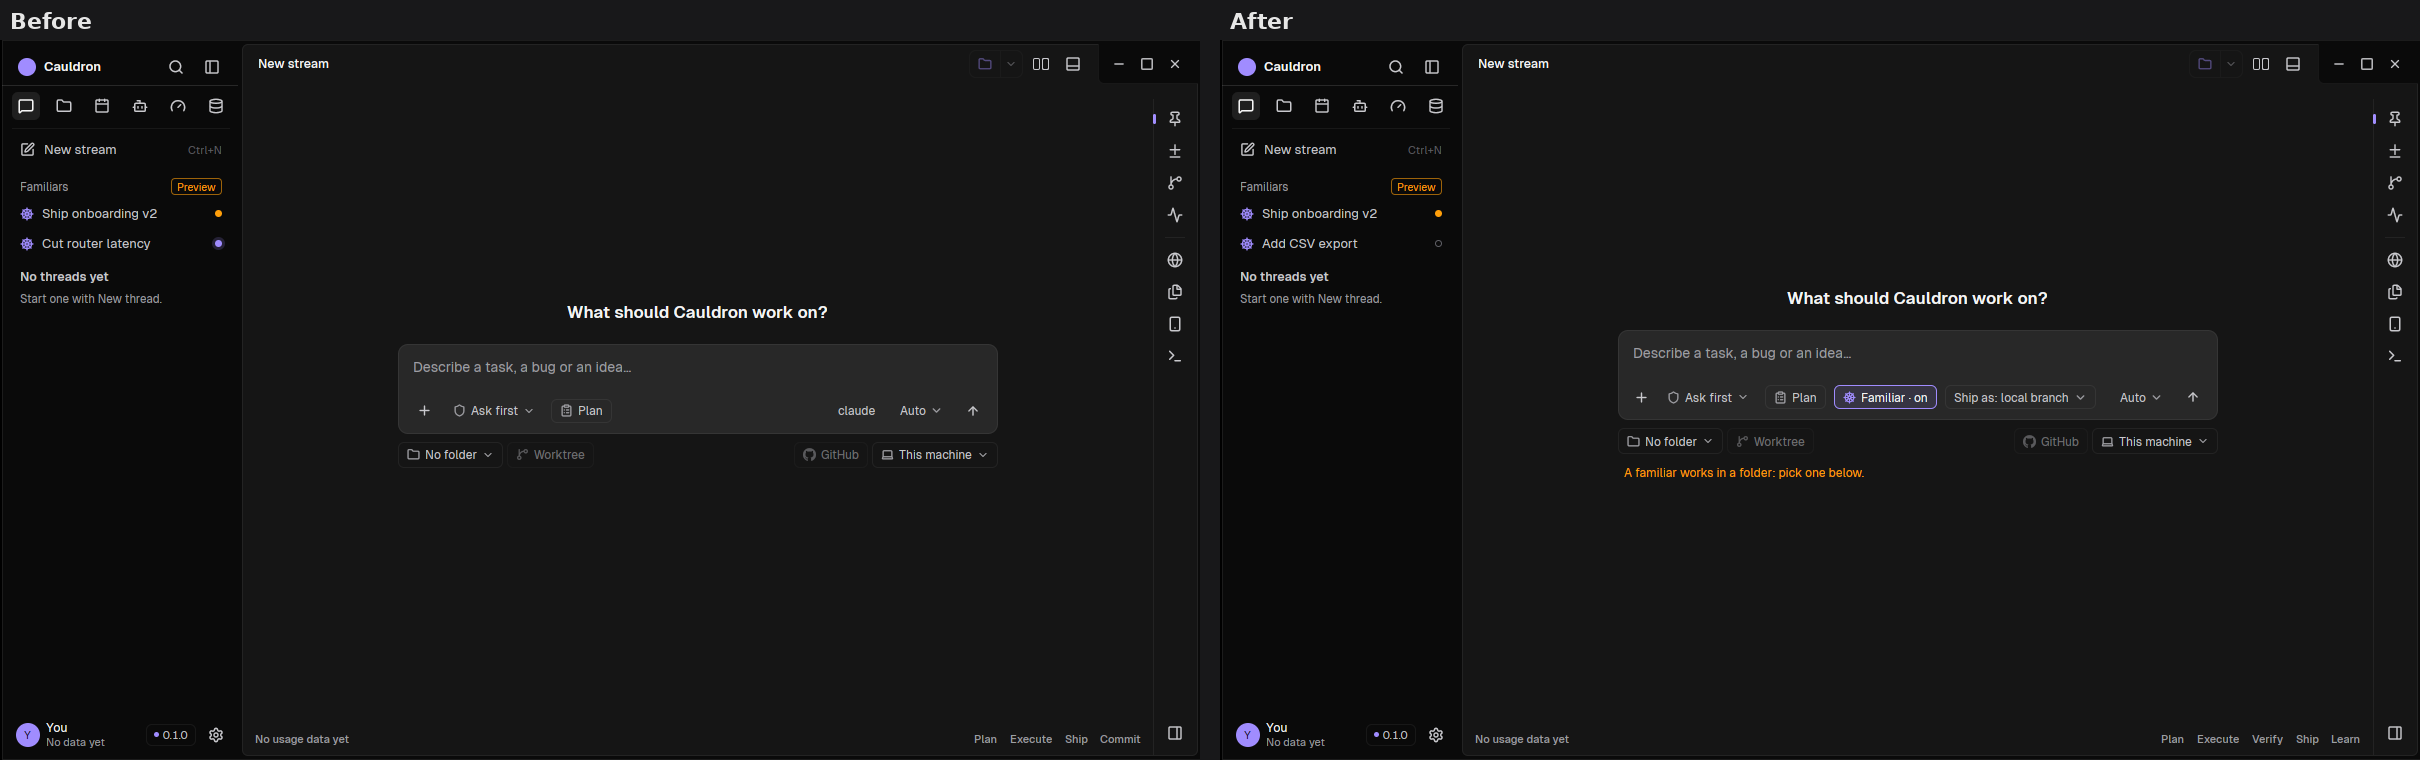 Before
Cauldron
New stream
New stream Ctrl+N
Familiars Preview
Ship onboarding v2
Cut router latency
No threads yet
Start one with New thread.
What should Cauldron work on?
Describe a task, a bug or an idea...
Ask first Plan claude Auto
No folder Worktree GitHub This machine
Y You
No data yet
0.1.0
No usage data yet
Plan Execute Ship Commit
After
Cauldron
New stream
New stream Ctrl+N
Familiars Preview
Ship onboarding v2
Add CSV export
No threads yet
Start one with New thread.
What should Cauldron work on?
Describe a task, a bug or an idea...
Ask first Plan Familiar · on Ship as: local branch Auto
No folder Worktree GitHub This machine
A familiar works in a folder: pick one below.
Y You
No data yet
0.1.0
No usage data yet
Plan Execute Verify Ship Learn